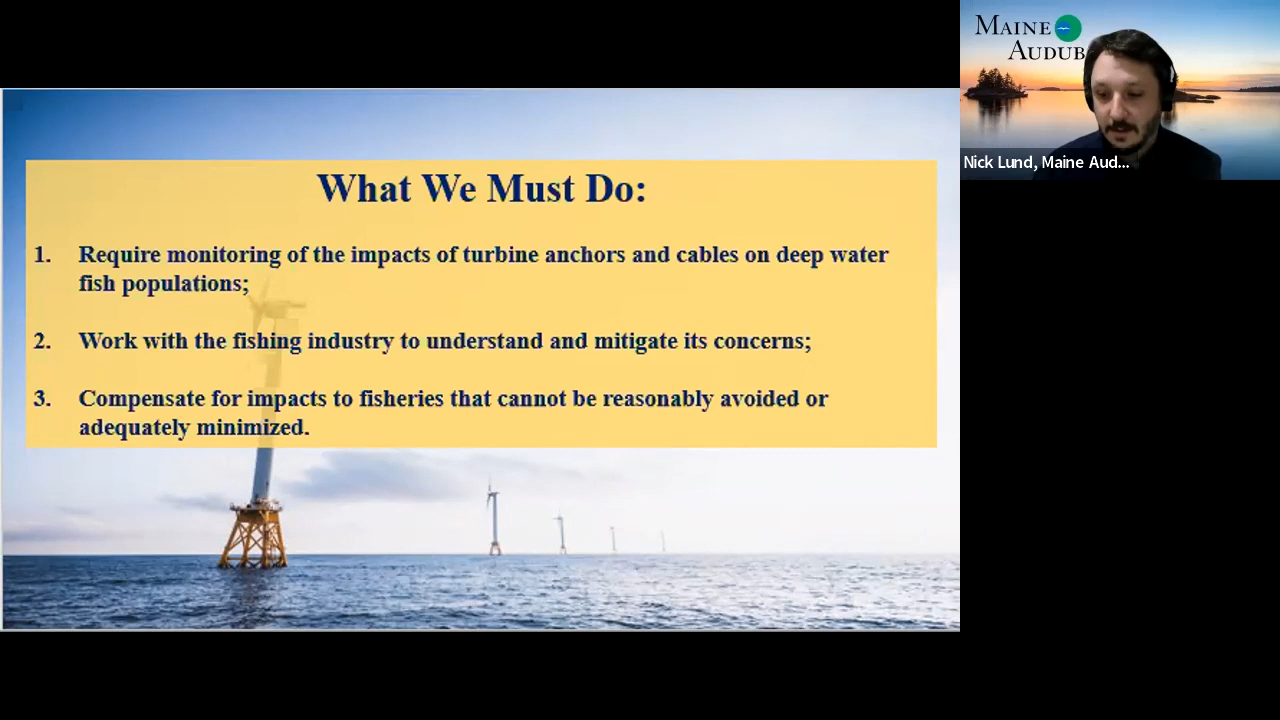 What We Must Do:
1. Require monitoring of the impacts of turbine anchors and cables on deep water
fish populations;
2. Work with the fishing industry to understand and mitigate its concerns;
3. Compensate for impacts to fisheries that cannot be reasonably avoided or
adequately minimized.
MAINE
AUDUB
Nick Lund, Maine Aud...